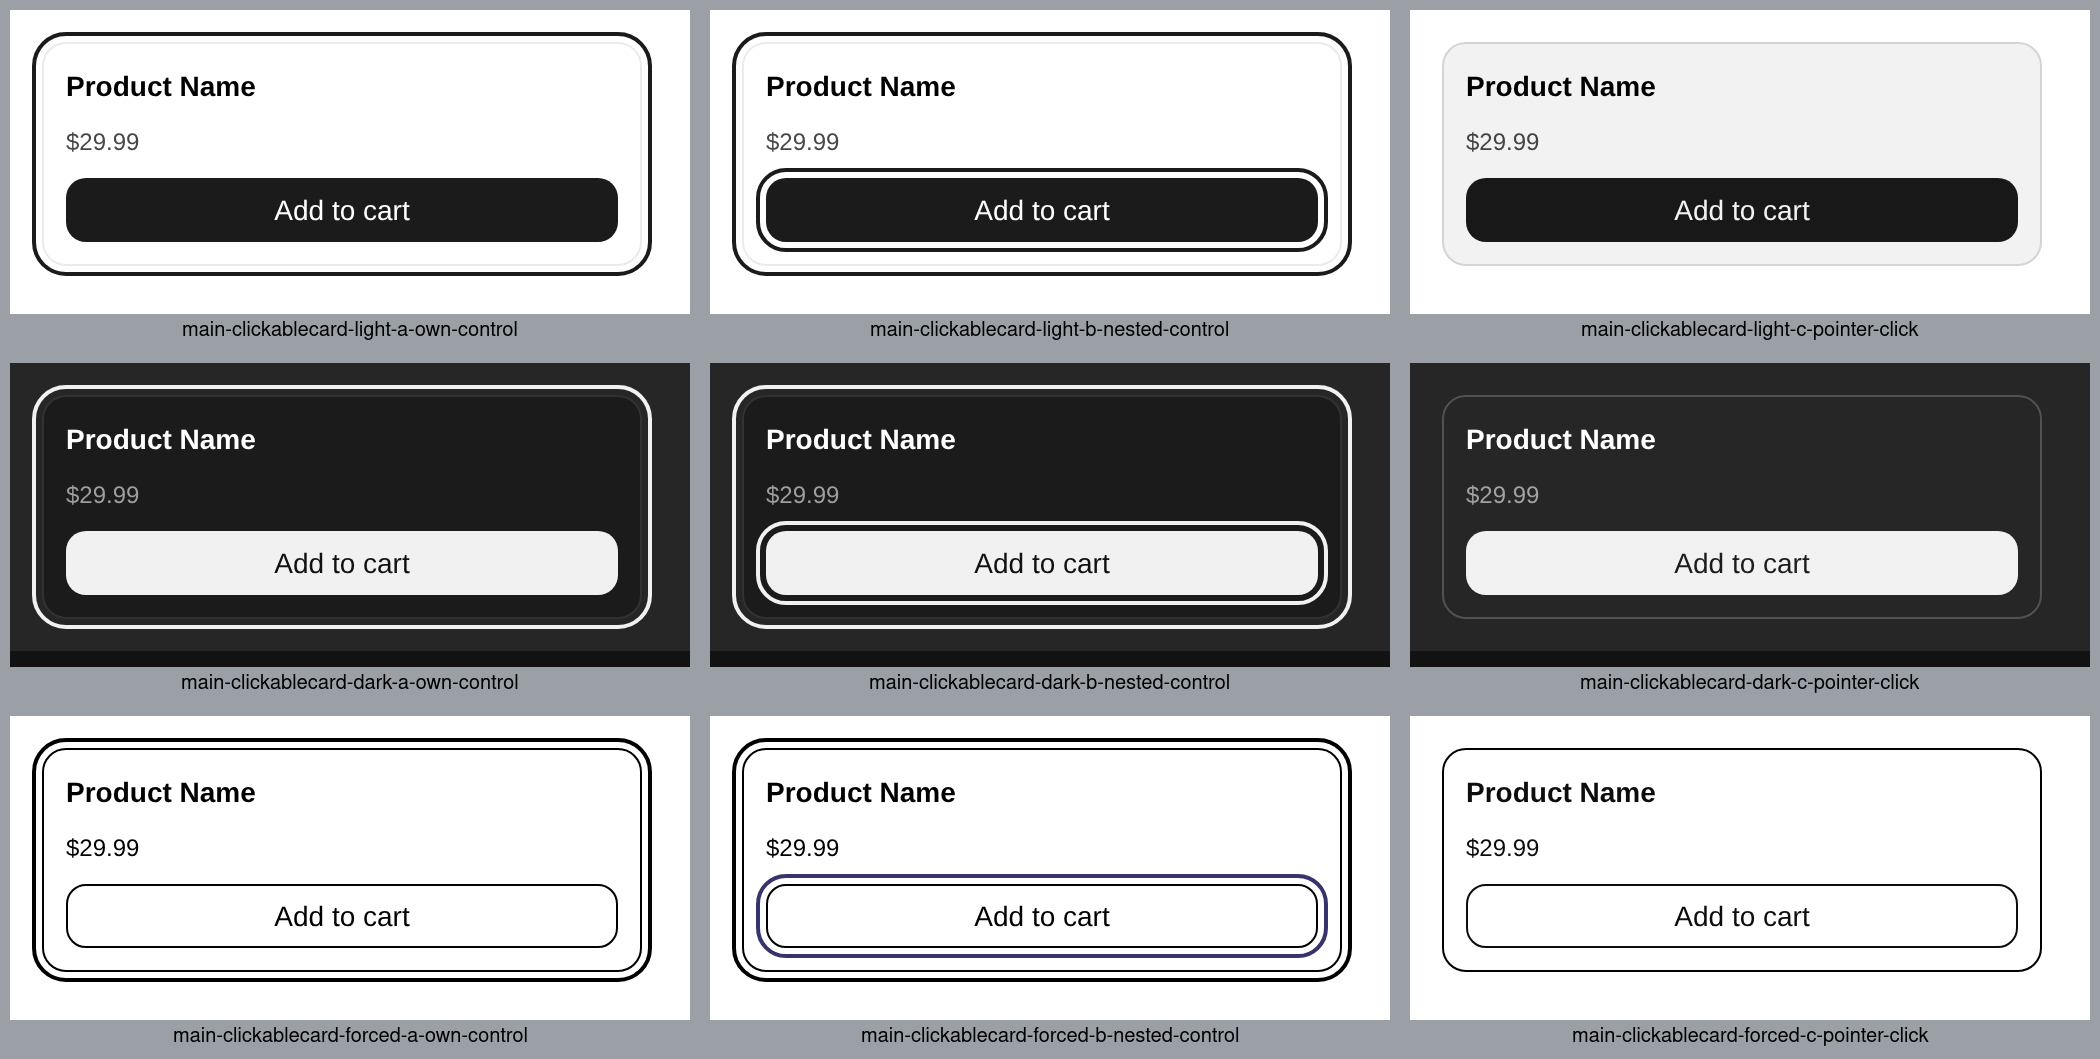 Product Name
$29.99
Add to cart
main-clickablecard-light-a-own-control
Product Name
$29.99
Add to cart
main-clickablecard-light-b-nested-control
Product Name
$29.99
Add to cart
main-clickablecard-light-c-pointer-click
Product Name
$29.99
Add to cart
main-clickablecard-dark-a-own-control
Product Name
$29.99
Add to cart
main-clickablecard-dark-b-nested-control
Product Name
$29.99
Add to cart
main-clickablecard-dark-c-pointer-click
Product Name
$29.99
Add to cart
main-clickablecard-forced-a-own-control
Product Name
$29.99
Add to cart
main-clickablecard-forced-b-nested-control
Product Name
$29.99
Add to cart
main-clickablecard-forced-c-pointer-click